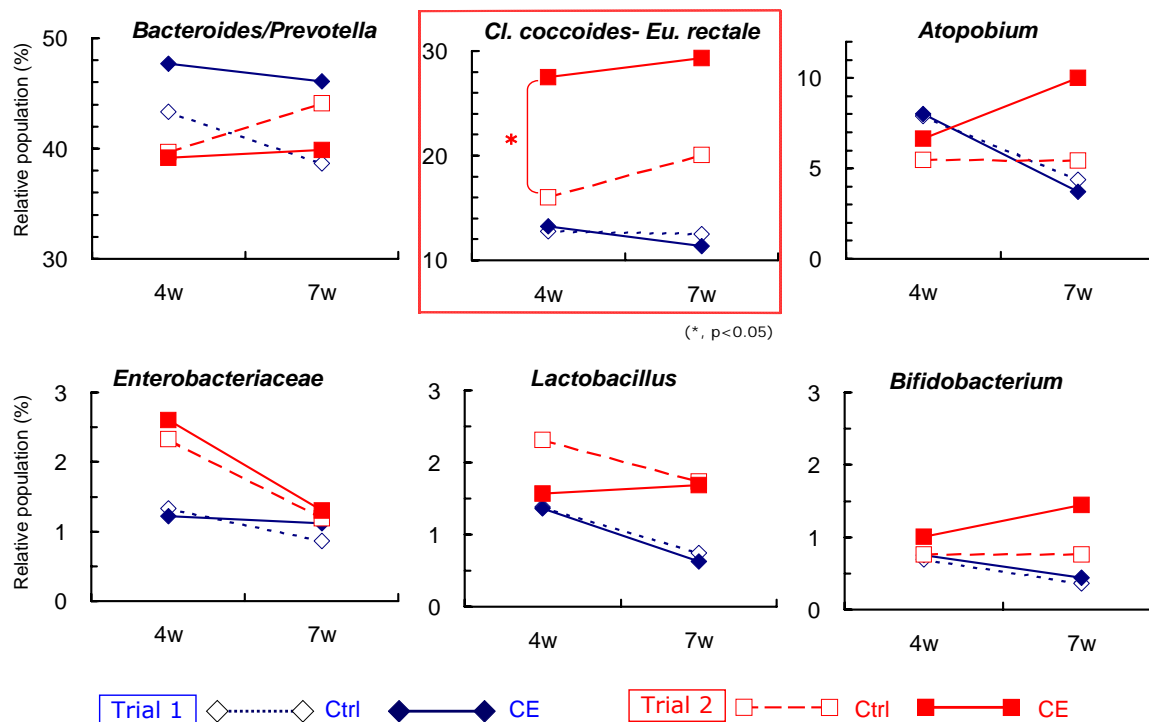 Bacteroides/Prevotella
Cl. coccoides- Eu. rectale
Atopobium
Relative population (%)
50
40
30
4w
7w
30
20
10
*
4w
7w
10
5
0
4w
7w
(*, p<0.05)
Enterobacteriaceae
Lactobacillus
Bifidobacterium
Relative population (%)
3
2
1
0
4w
7w
3
2
1
0
4w
7w
3
2
1
0
4w
7w
Trial 1
Ctrl
CE
Trial 2
Ctrl
CE